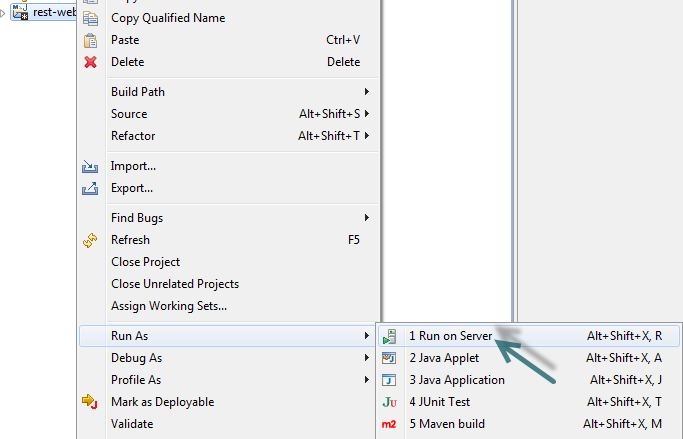 rest-web
Copy Qualified Name
Paste Ctrl+V
Delete Delete
Build Path
Source Alt+Shift+S
Refactor Alt+Shift+T
Import...
Export...
Find Bugs
Refresh F5
Close Project
Close Unrelated Projects
Assign Working Sets...
Run As
Debug As
Profile As
Mark as Deployable
Validate
1 Run on Server Alt+Shift+X, R
2 Java Applet Alt+Shift+X, A
3 Java Application Alt+Shift+X, J
4 JUnit Test Alt+Shift+X, T
5 Maven build Alt+Shift+X, M